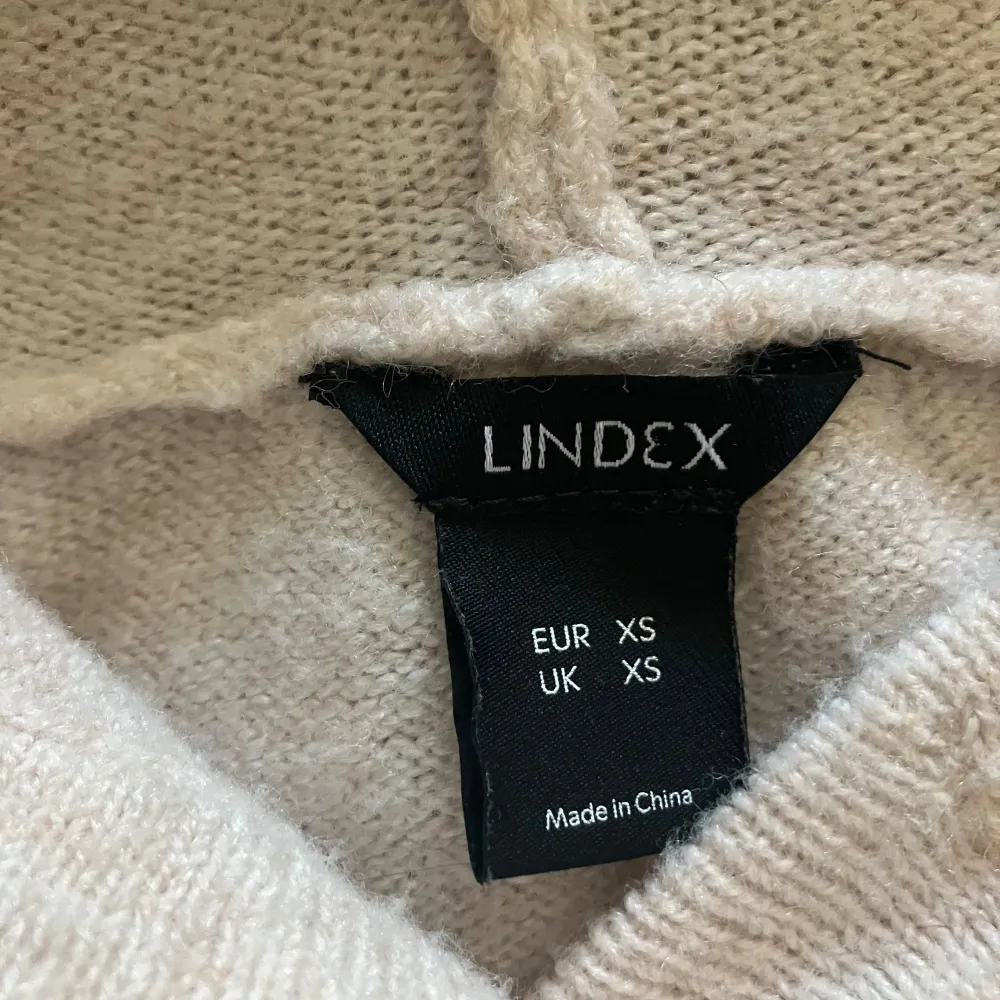 LINDEX
EUR XS
UK XS
Made in China